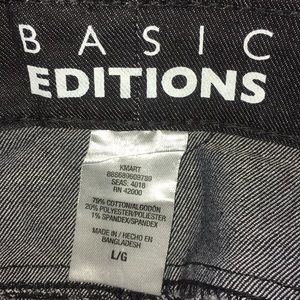 BASIC
EDITIONS
KMART
886689609789
SEAS: 4018
RN 42000
79% COTTON/ALGODÓN
20% POLYESTER/POLIÉSTER
1% SPANDEX/SPANDEX
MADE IN / HECHO EN
BANGLADESH
L/G